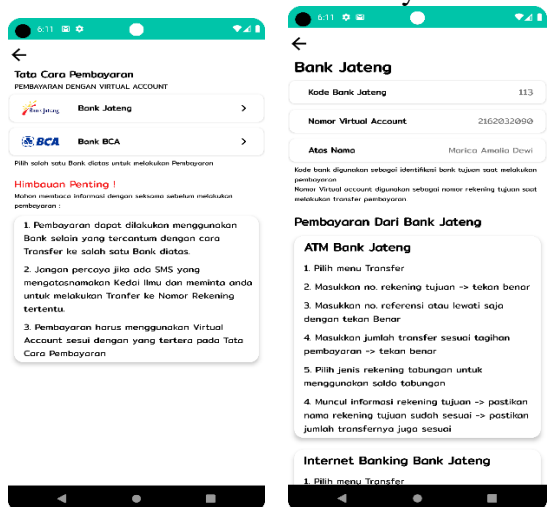 6:11
Tata Cara Pembayaran
PEMBAYARAN DENGAN VIRTUAL ACCOUNT
Bank Jateng
Bank Jateng
BCA
Bank BCA
Pilih salah satu Bank diatas untuk melakukan Pembayaran
Himbauan Penting !
Mohon membaca informasi dengan seksama sebelum melakukan
pembayaran :
1. Pembayaran dapat dilakukan menggunakan
Bank selain yang tercantum dengan cara
Transfer ke salah satu Bank diatas.
2. Jangan percaya jika ada SMS yang
mengatasnamakan Kedai Ilmu dan meminta anda
untuk melakukan Tranfer ke Nomor Rekening
tertentu.
3. Pembayaran harus menggunakan Virtual
Account sesui dengan yang tertera pada Tata
Cara Pembayaran
6:11
Bank Jateng
Kode Bank Jateng 113
Nomor Virtual Account 2162032090
Atas Nama Marica Amalia Dewi
Kode bank digunakan sebagai identifikasi bank tujuan saat melakukan
pembayaran
Nomor Virtual account digunakan sebagai nomor rekening tujuan saat
melakukan transfer pembayaran
Pembayaran Dari Bank Jateng
ATM Bank Jateng
1. Pilih menu Transfer
2. Masukkan no. rekening tujuan -> tekan benar
3. Masukkan no. referensi atau lewati saja
dengan tekan Benar
4. Masukkan jumlah transfer sesuai tagihan
pembayaran -> tekan benar
5. Pilih jenis rekening tabungan untuk
menggunakan saldo tabungan
4. Muncul informasi rekening tujuan -> pastikan
nama rekening tujuan sudah sesuai -> pastikan
jumlah transfernya juga sesuai
Internet Banking Bank Jateng
1. Pilih menu Transfer